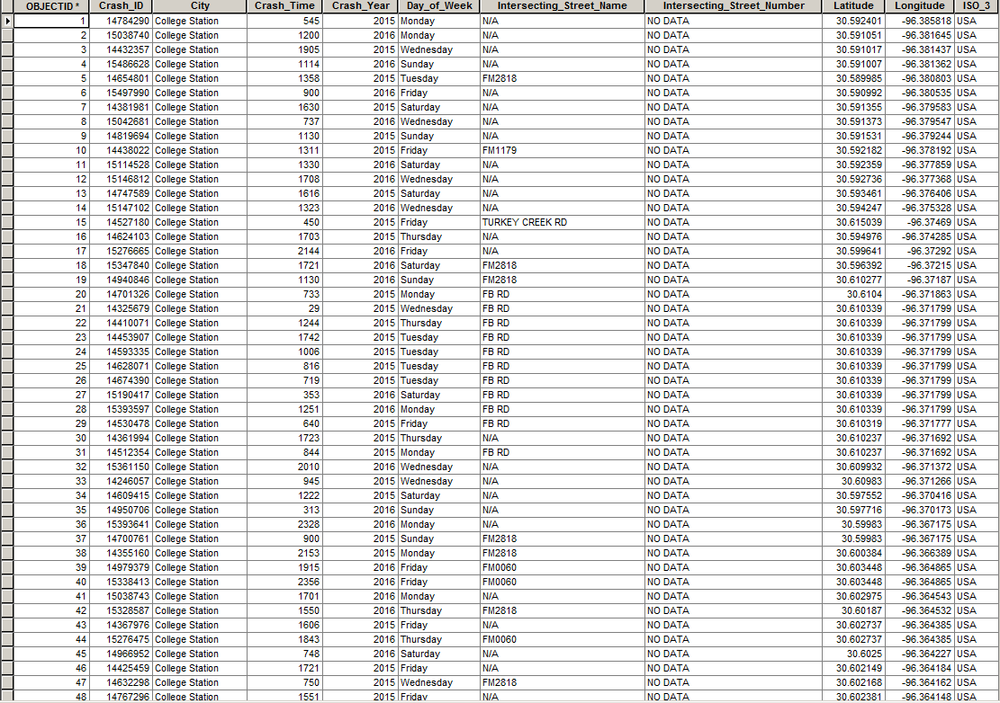 OBJECTID * Crash_ID City Crash_Time Crash_Year Day_of_Week Intersecting_Street_Name Intersecting_Street_Number Latitude Longitude ISO_3
1 14784290 College Station 545 2015 Monday N/A NO DATA 30.592401 -96.385818 USA
2 15038740 College Station 1200 2016 Monday N/A NO DATA 30.591051 -96.381645 USA
3 14432357 College Station 1905 2015 Wednesday N/A NO DATA 30.591017 -96.381437 USA
4 15486628 College Station 1114 2016 Sunday N/A NO DATA 30.591007 -96.381362 USA
5 14654801 College Station 1358 2015 Tuesday FM2818 NO DATA 30.589985 -96.380803 USA
6 15497990 College Station 900 2016 Friday N/A NO DATA 30.590992 -96.380535 USA
7 14381981 College Station 1630 2015 Saturday N/A NO DATA 30.591355 -96.379583 USA
8 15042681 College Station 737 2016 Wednesday N/A NO DATA 30.591373 -96.379547 USA
9 14819694 College Station 1130 2015 Sunday N/A NO DATA 30.591531 -96.379244 USA
10 14438022 College Station 1311 2015 Friday FM1179 NO DATA 30.592182 -96.378192 USA
11 15114528 College Station 1330 2016 Saturday N/A NO DATA 30.592359 -96.377859 USA
12 15146812 College Station 1708 2016 Wednesday N/A NO DATA 30.592736 -96.377368 USA
13 14747589 College Station 1616 2015 Saturday N/A NO DATA 30.593461 -96.376406 USA
14 15147102 College Station 1323 2016 Wednesday N/A NO DATA 30.594247 -96.375328 USA
15 14527180 College Station 450 2015 Friday TURKEY CREEK RD NO DATA 30.615039 -96.37469 USA
16 14624103 College Station 1703 2015 Thursday N/A NO DATA 30.594976 -96.374285 USA
17 15276665 College Station 2144 2016 Friday N/A NO DATA 30.599641 -96.37292 USA
18 15347840 College Station 1721 2016 Saturday FM2818 NO DATA 30.596392 -96.37215 USA
19 14940846 College Station 1130 2016 Sunday FM2818 NO DATA 30.610277 -96.37187 USA
20 14701326 College Station 733 2015 Monday FB RD NO DATA 30.6104 -96.371863 USA
21 14325679 College Station 29 2015 Wednesday FB RD NO DATA 30.610339 -96.371799 USA
22 14410071 College Station 1244 2015 Thursday FB RD NO DATA 30.610339 -96.371799 USA
23 14453907 College Station 1742 2015 Tuesday FB RD NO DATA 30.610339 -96.371799 USA
24 14593335 College Station 1006 2015 Tuesday FB RD NO DATA 30.610339 -96.371799 USA
25 14628071 College Station 816 2015 Tuesday FB RD NO DATA 30.610339 -96.371799 USA
26 14674390 College Station 719 2015 Tuesday FB RD NO DATA 30.610339 -96.371799 USA
27 15190417 College Station 353 2016 Saturday FB RD NO DATA 30.610339 -96.371799 USA
28 15393597 College Station 1251 2016 Monday FB RD NO DATA 30.610339 -96.371799 USA
29 14530478 College Station 640 2015 Friday FB RD NO DATA 30.610319 -96.371777 USA
30 14361994 College Station 1723 2015 Thursday N/A NO DATA 30.610237 -96.371692 USA
31 14512354 College Station 844 2015 Monday FB RD NO DATA 30.610237 -96.371692 USA
32 15361150 College Station 2010 2016 Wednesday N/A NO DATA 30.609932 -96.371372 USA
33 14246057 College Station 945 2015 Wednesday N/A NO DATA 30.60983 -96.371266 USA
34 14609415 College Station 1222 2015 Saturday N/A NO DATA 30.597552 -96.370416 USA
35 14950706 College Station 313 2016 Sunday N/A NO DATA 30.597716 -96.370173 USA
36 15393641 College Station 2328 2016 Monday N/A NO DATA 30.59983 -96.367175 USA
37 14700761 College Station 900 2015 Sunday FM2818 NO DATA 30.59983 -96.367175 USA
38 14355160 College Station 2153 2015 Monday FM2818 NO DATA 30.600384 -96.366389 USA
39 14979379 College Station 1915 2016 Friday FM0060 NO DATA 30.603448 -96.364865 USA
40 15338413 College Station 2356 2016 Friday FM0060 NO DATA 30.603448 -96.364865 USA
41 15038743 College Station 1701 2016 Monday N/A NO DATA 30.602975 -96.364543 USA
42 15328587 College Station 1550 2016 Thursday FM2818 NO DATA 30.60187 -96.364532 USA
43 14367976 College Station 1606 2015 Friday N/A NO DATA 30.602737 -96.364385 USA
44 15276475 College Station 1843 2016 Thursday FM0060 NO DATA 30.602737 -96.364385 USA
45 14966952 College Station 748 2016 Saturday N/A NO DATA 30.6025 -96.364227 USA
46 14425459 College Station 1721 2015 Friday N/A NO DATA 30.602149 -96.364184 USA
47 14632298 College Station 750 2015 Wednesday FM2818 NO DATA 30.602168 -96.364161 USA
48 14767296 College Station 1551 2015 Friday N/A NO DATA 30.602381 -96.364148 USA